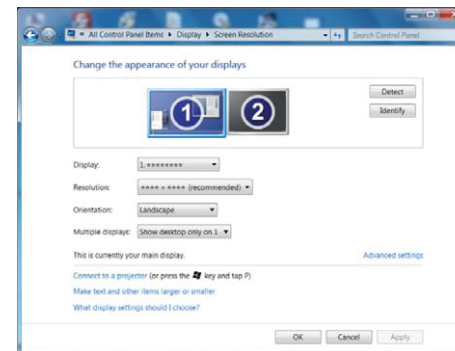 All Control Panel Items ▸ Display ▸ Screen Resolution
Search Control Panel
Change the appearance of your displays
1
2
Detect
Identify
Display: 1. ********
Resolution: **** × **** (recommended)
Orientation: Landscape
Multiple displays: Show desktop only on 1
This is currently your main display.
Advanced settings
Connect to a projector (or press the key and tap P)
Make text and other items larger or smaller
What display settings should I choose?
OK Cancel Apply